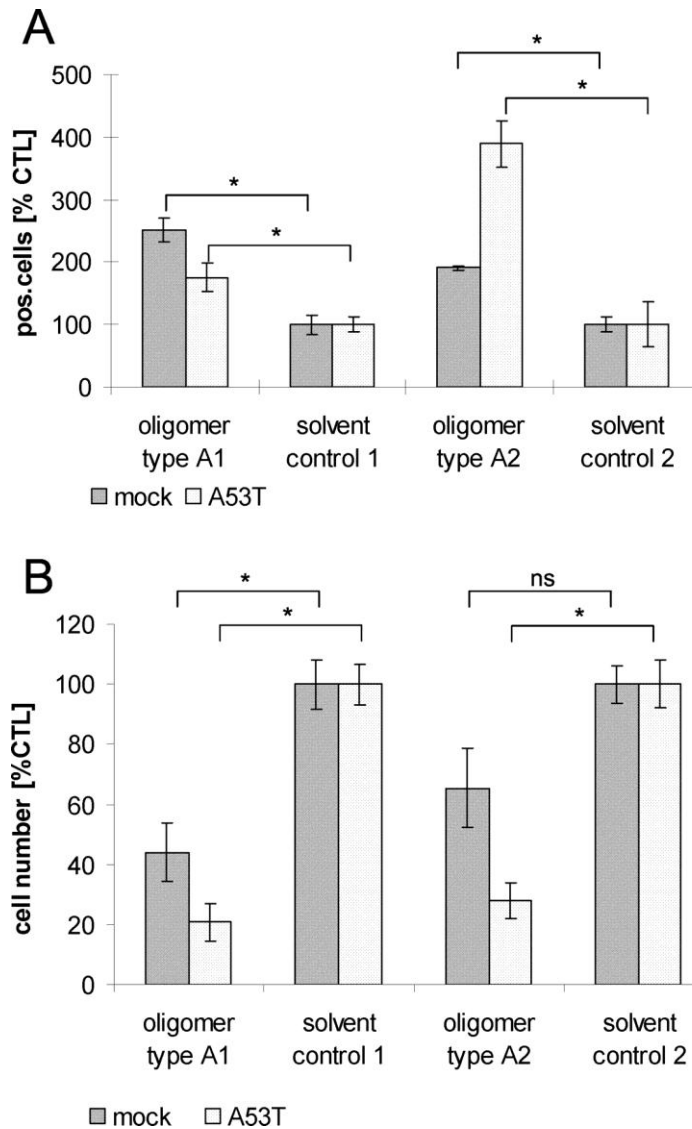 A
* *
500
400
300
200
100
0
pos.cells [% CTL]
* *
oligomer type A1
solvent control 1
oligomer type A2
solvent control 2
mock A53T
B
* * ns *
120
100
80
60
40
20
0
cell number [%CTL]
oligomer type A1
solvent control 1
oligomer type A2
solvent control 2
mock A53T